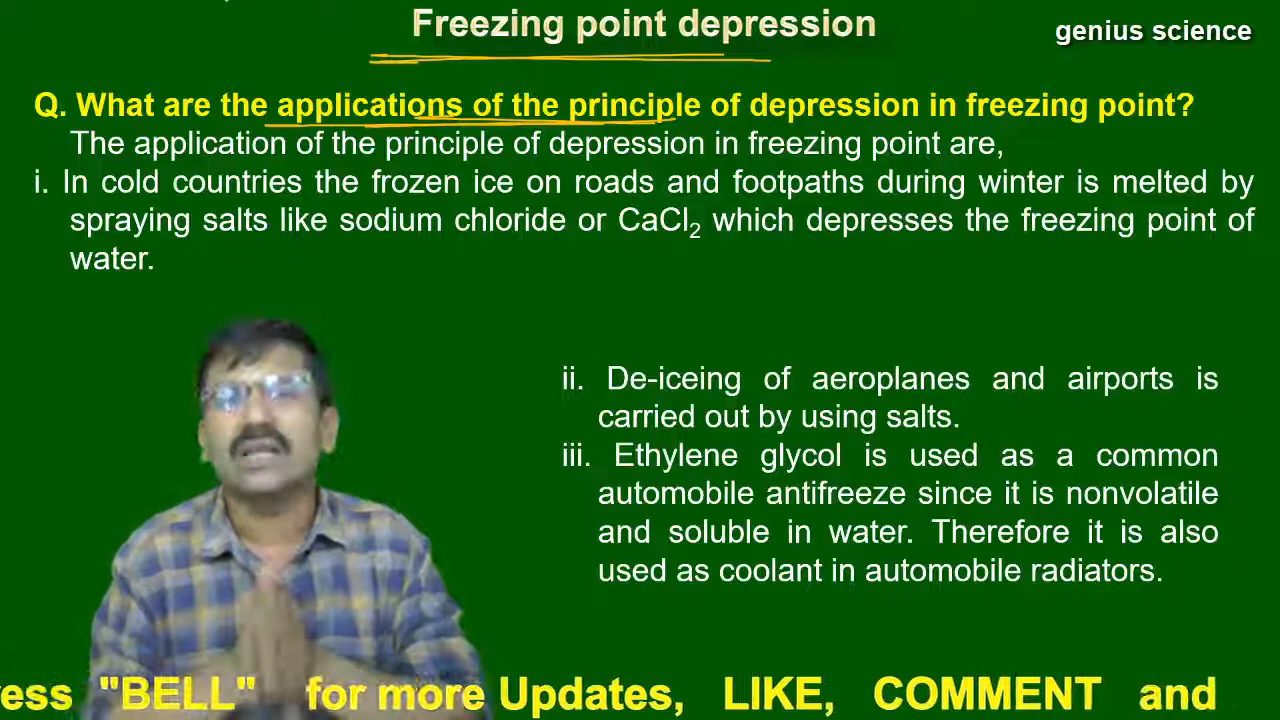 Freezing point depression
genius science
Q. What are the applications of the principle of depression in freezing point?
The application of the principle of depression in freezing point are,
i. In cold countries the frozen ice on roads and footpaths during winter is melted by
spraying salts like sodium chloride or CaCl₂ which depresses the freezing point of
water.
ii. De-iceing of aeroplanes and airports is
carried out by using salts.
iii. Ethylene glycol is used as a common
automobile antifreeze since it is nonvolatile
and soluble in water. Therefore it is also
used as coolant in automobile radiators.
ess "BELL" for more Updates, LIKE, COMMENT and